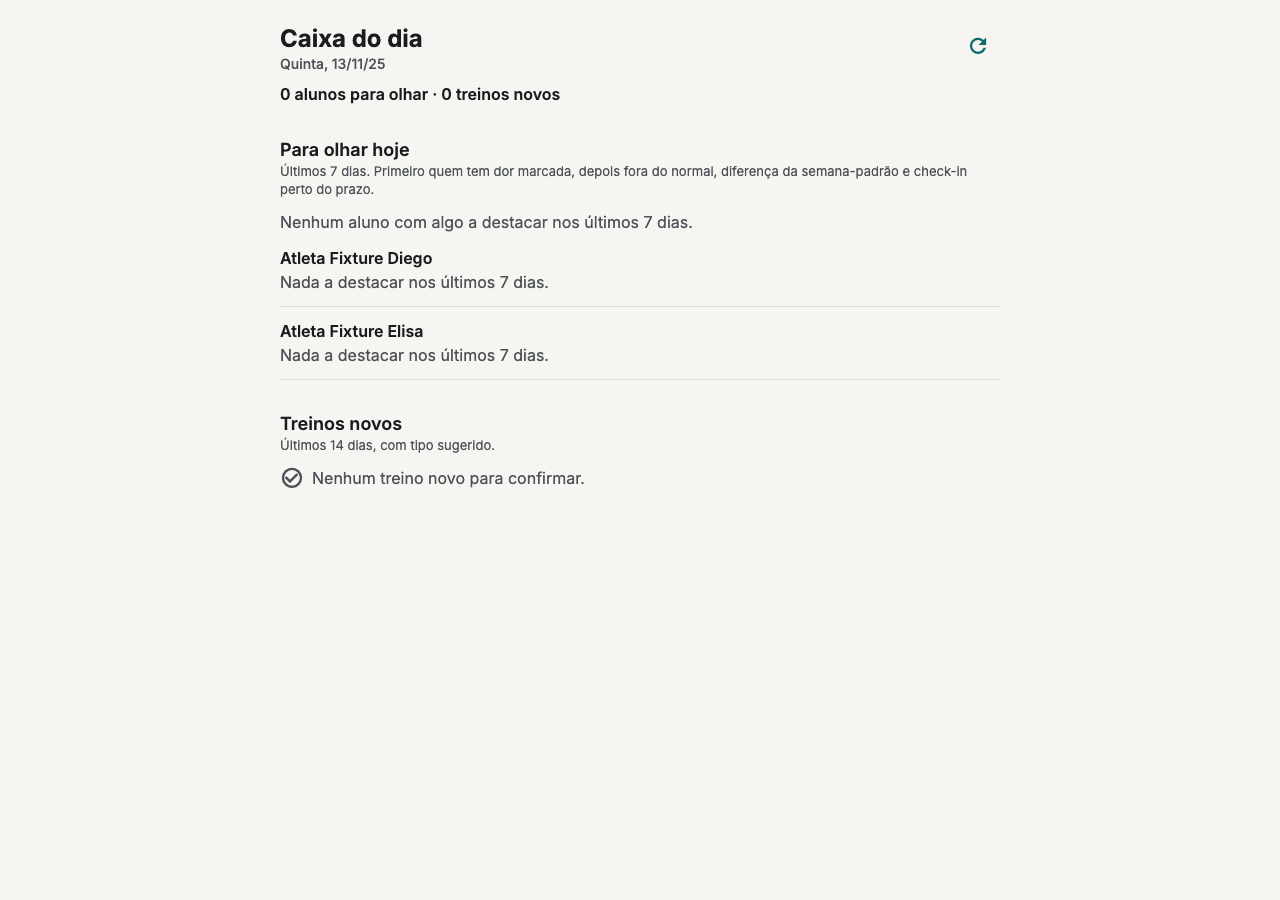 Caixa do dia
Quinta, 13/11/25
0 alunos para olhar · 0 treinos novos
Para olhar hoje
Últimos 7 dias. Primeiro quem tem dor marcada, depois fora do normal, diferença da semana-padrão e check-in
perto do prazo.
Nenhum aluno com algo a destacar nos últimos 7 dias.
Atleta Fixture Diego
Nada a destacar nos últimos 7 dias.
Atleta Fixture Elisa
Nada a destacar nos últimos 7 dias.
Treinos novos
Últimos 14 dias, com tipo sugerido.
Nenhum treino novo para confirmar.